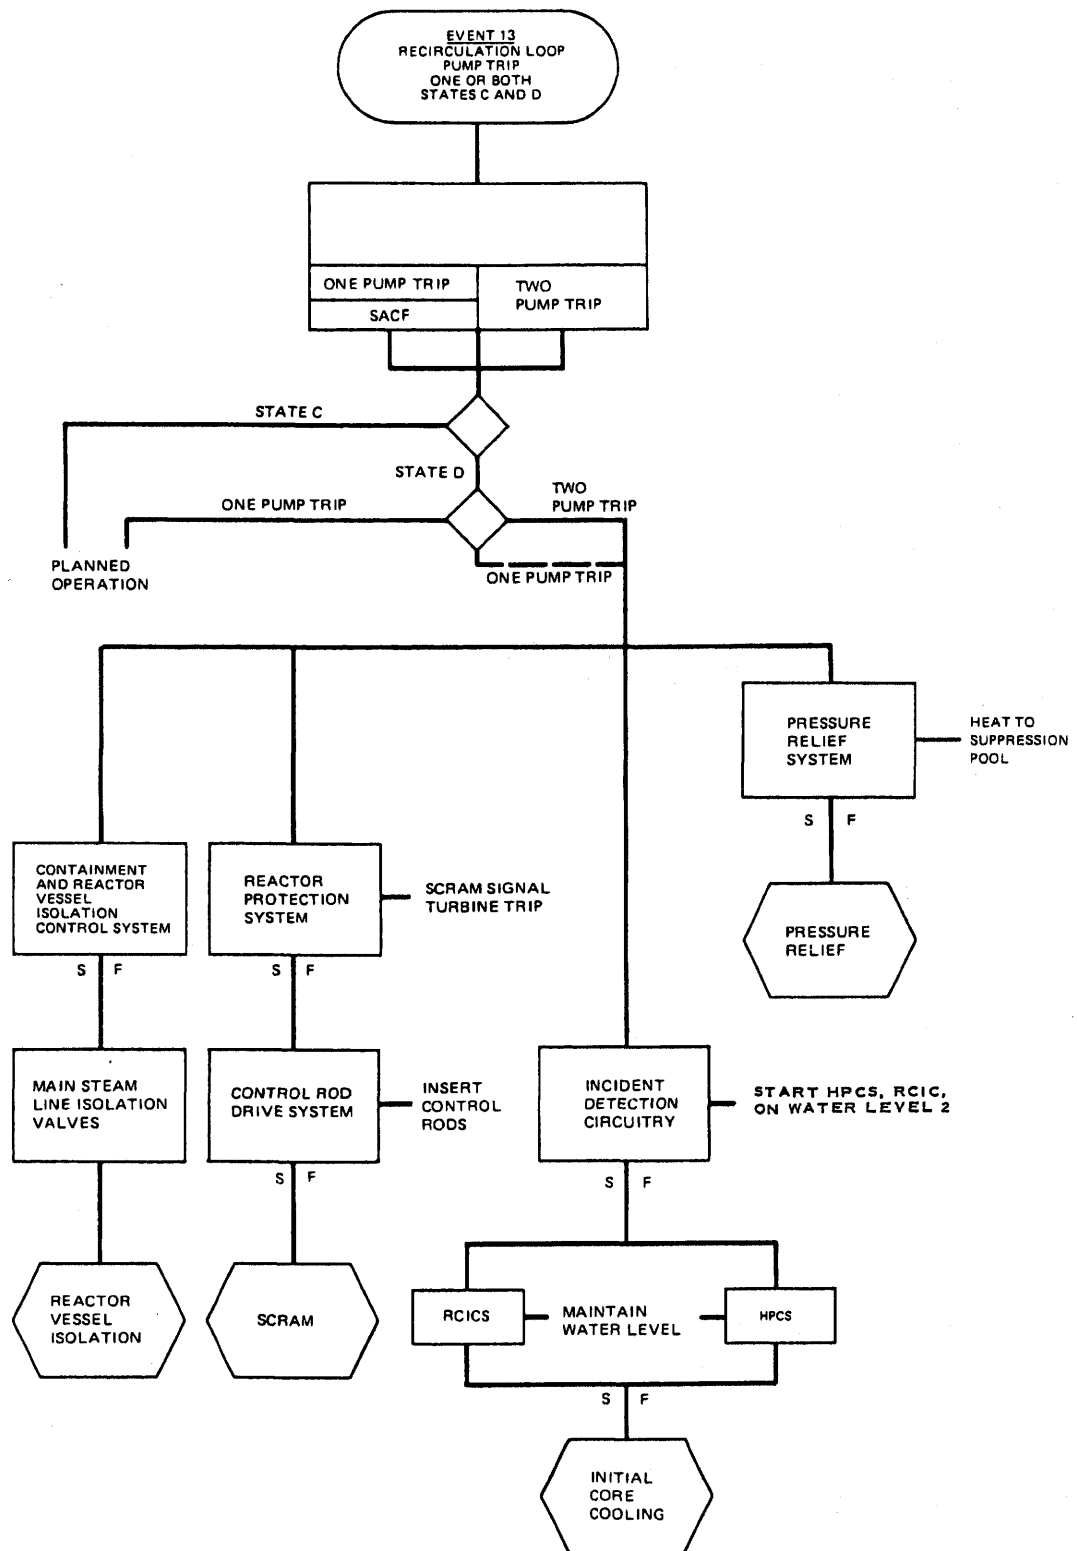 EVENT 13
RECIRCULATION LOOP
PUMP TRIP
ONE OR BOTH
STATES C AND D
ONE PUMP TRIP
SACF
TWO
PUMP TRIP
STATE C
STATE D
ONE PUMP TRIP
TWO
PUMP TRIP
ONE PUMP TRIP
PLANNED
OPERATION
PRESSURE
RELIEF
SYSTEM
HEAT TO
SUPPRESSION
POOL
S F
PRESSURE
RELIEF
CONTAINMENT
AND REACTOR
VESSEL
ISOLATION
CONTROL SYSTEM
S F
REACTOR
PROTECTION
SYSTEM
SCRAM SIGNAL
TURBINE TRIP
S F
MAIN STEAM
LINE ISOLATION
VALVES
CONTROL ROD
DRIVE SYSTEM
INSERT
CONTROL
RODS
S F
INCIDENT
DETECTION
CIRCUITRY
START HPCS, RCIC,
ON WATER LEVEL 2
S F
REACTOR
VESSEL
ISOLATION
SCRAM
RCICS
MAINTAIN
WATER LEVEL
HPCS
S F
INITIAL
CORE
COOLING